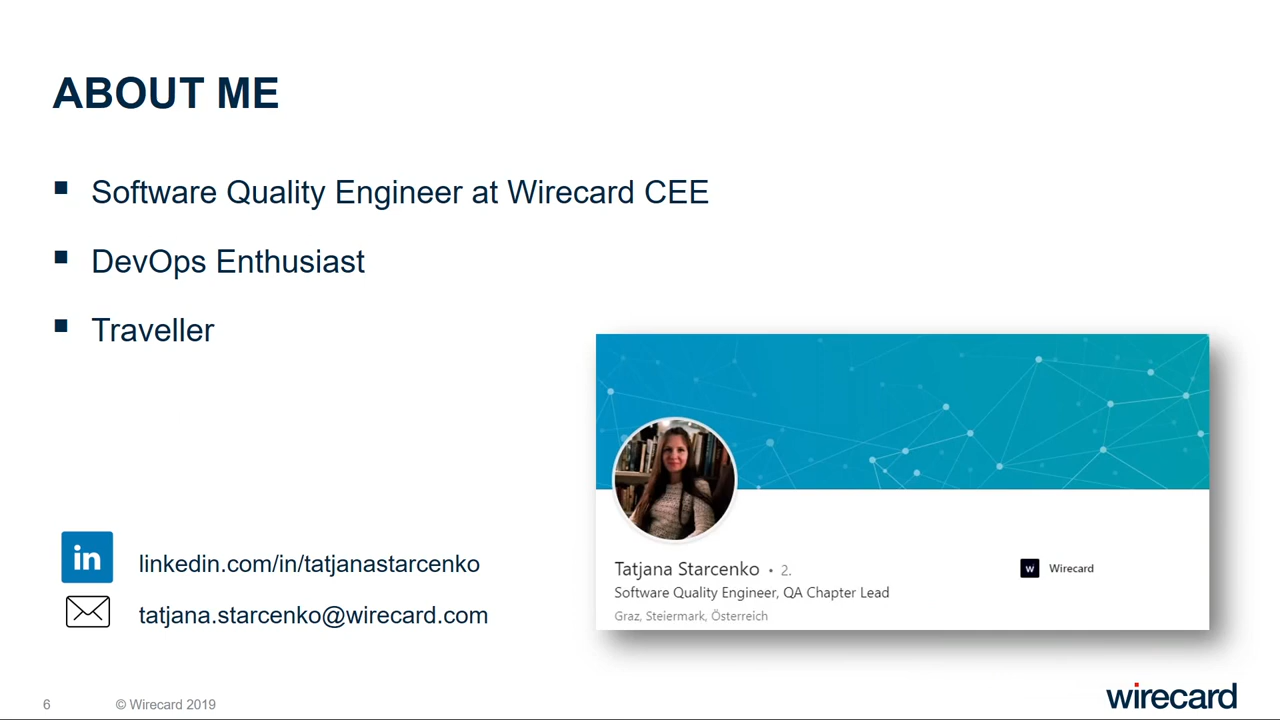 ABOUT ME
Software Quality Engineer at Wirecard CEE
DevOps Enthusiast
Traveller
in linkedin.com/in/tatjanastarcenko
tatjana.starcenko@wirecard.com
Tatjana Starcenko • 2.
Software Quality Engineer, QA Chapter Lead
Graz, Steiermark, Österreich
w Wirecard
6 © Wirecard 2019
wirecard